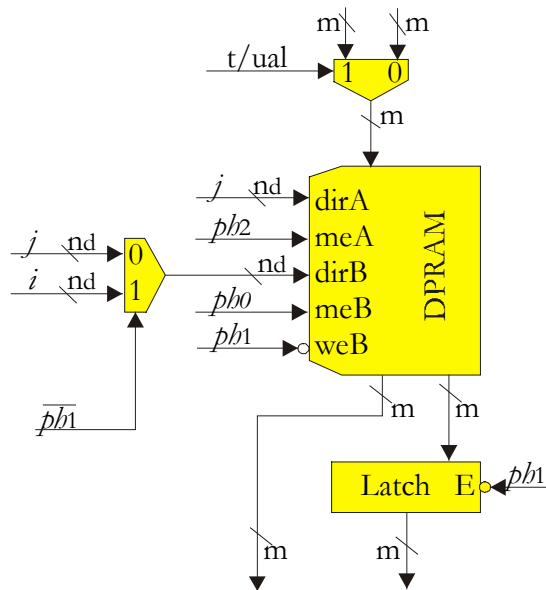 m m
t/ual 1 0
m
j nd dirA
ph2 meA
j nd 0 nd dirB
i nd 1
ph0 meB
ph1 weB
DPRAM
ph1
m m
Latch E ph1
m m